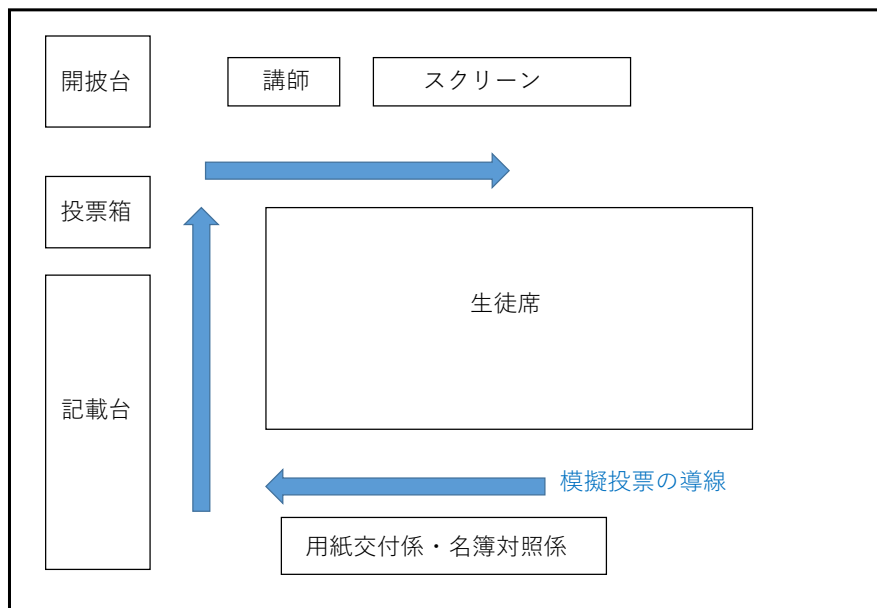 開披台
講師
スクリーン
投票箱
生徒席
記載台
模擬投票の導線
用紙交付係・名簿対照係